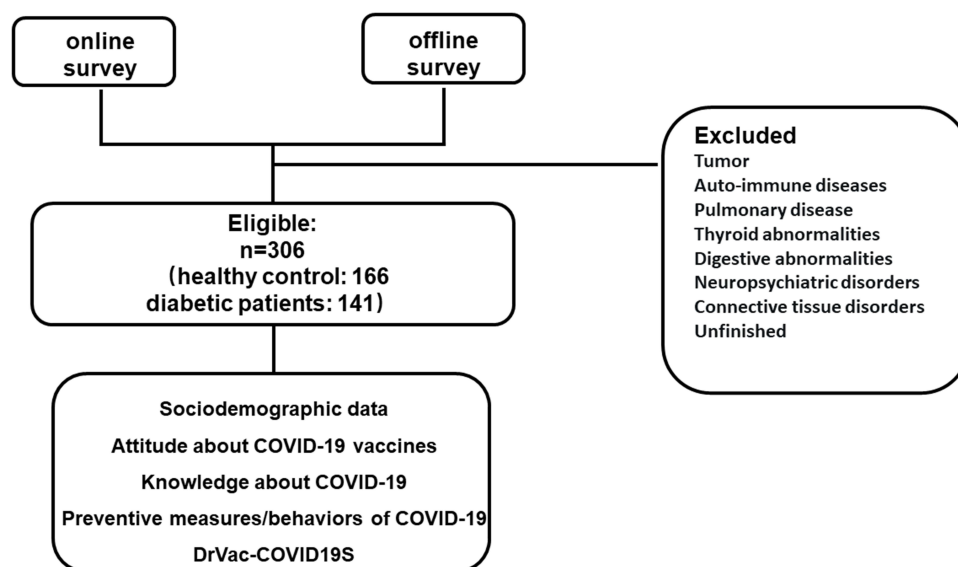 online
survey
offline
survey
Excluded
Tumor
Auto-immune diseases
Pulmonary disease
Thyroid abnormalities
Digestive abnormalities
Neuropsychiatric disorders
Connective tissue disorders
Unfinished
Eligible:
n=306
(healthy control: 166
diabetic patients: 141)
Sociodemographic data
Attitude about COVID-19 vaccines
Knowledge about COVID-19
Preventive measures/behaviors of COVID-19
DrVac-COVID19S